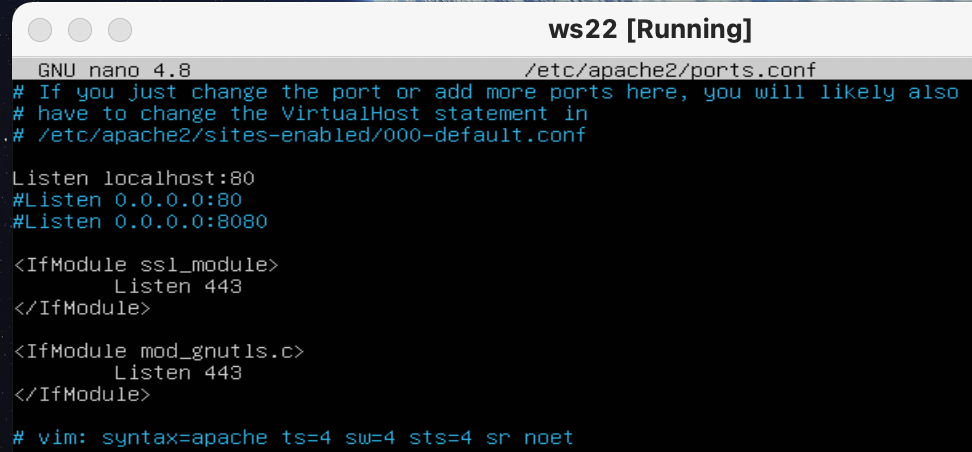 ws22 [Running]
GNU nano 4.8 /etc/apache2/ports.conf
# If you just change the port or add more ports here, you will likely also
# have to change the VirtualHost statement in
# /etc/apache2/sites-enabled/000-default.conf
Listen localhost:80
#Listen 0.0.0.0:80
#Listen 0.0.0.0:8080
<IfModule ssl_module>
Listen 443
</IfModule>
<IfModule mod_gnutls.c>
Listen 443
</IfModule>
# vim: syntax=apache ts=4 sw=4 sts=4 sr noet